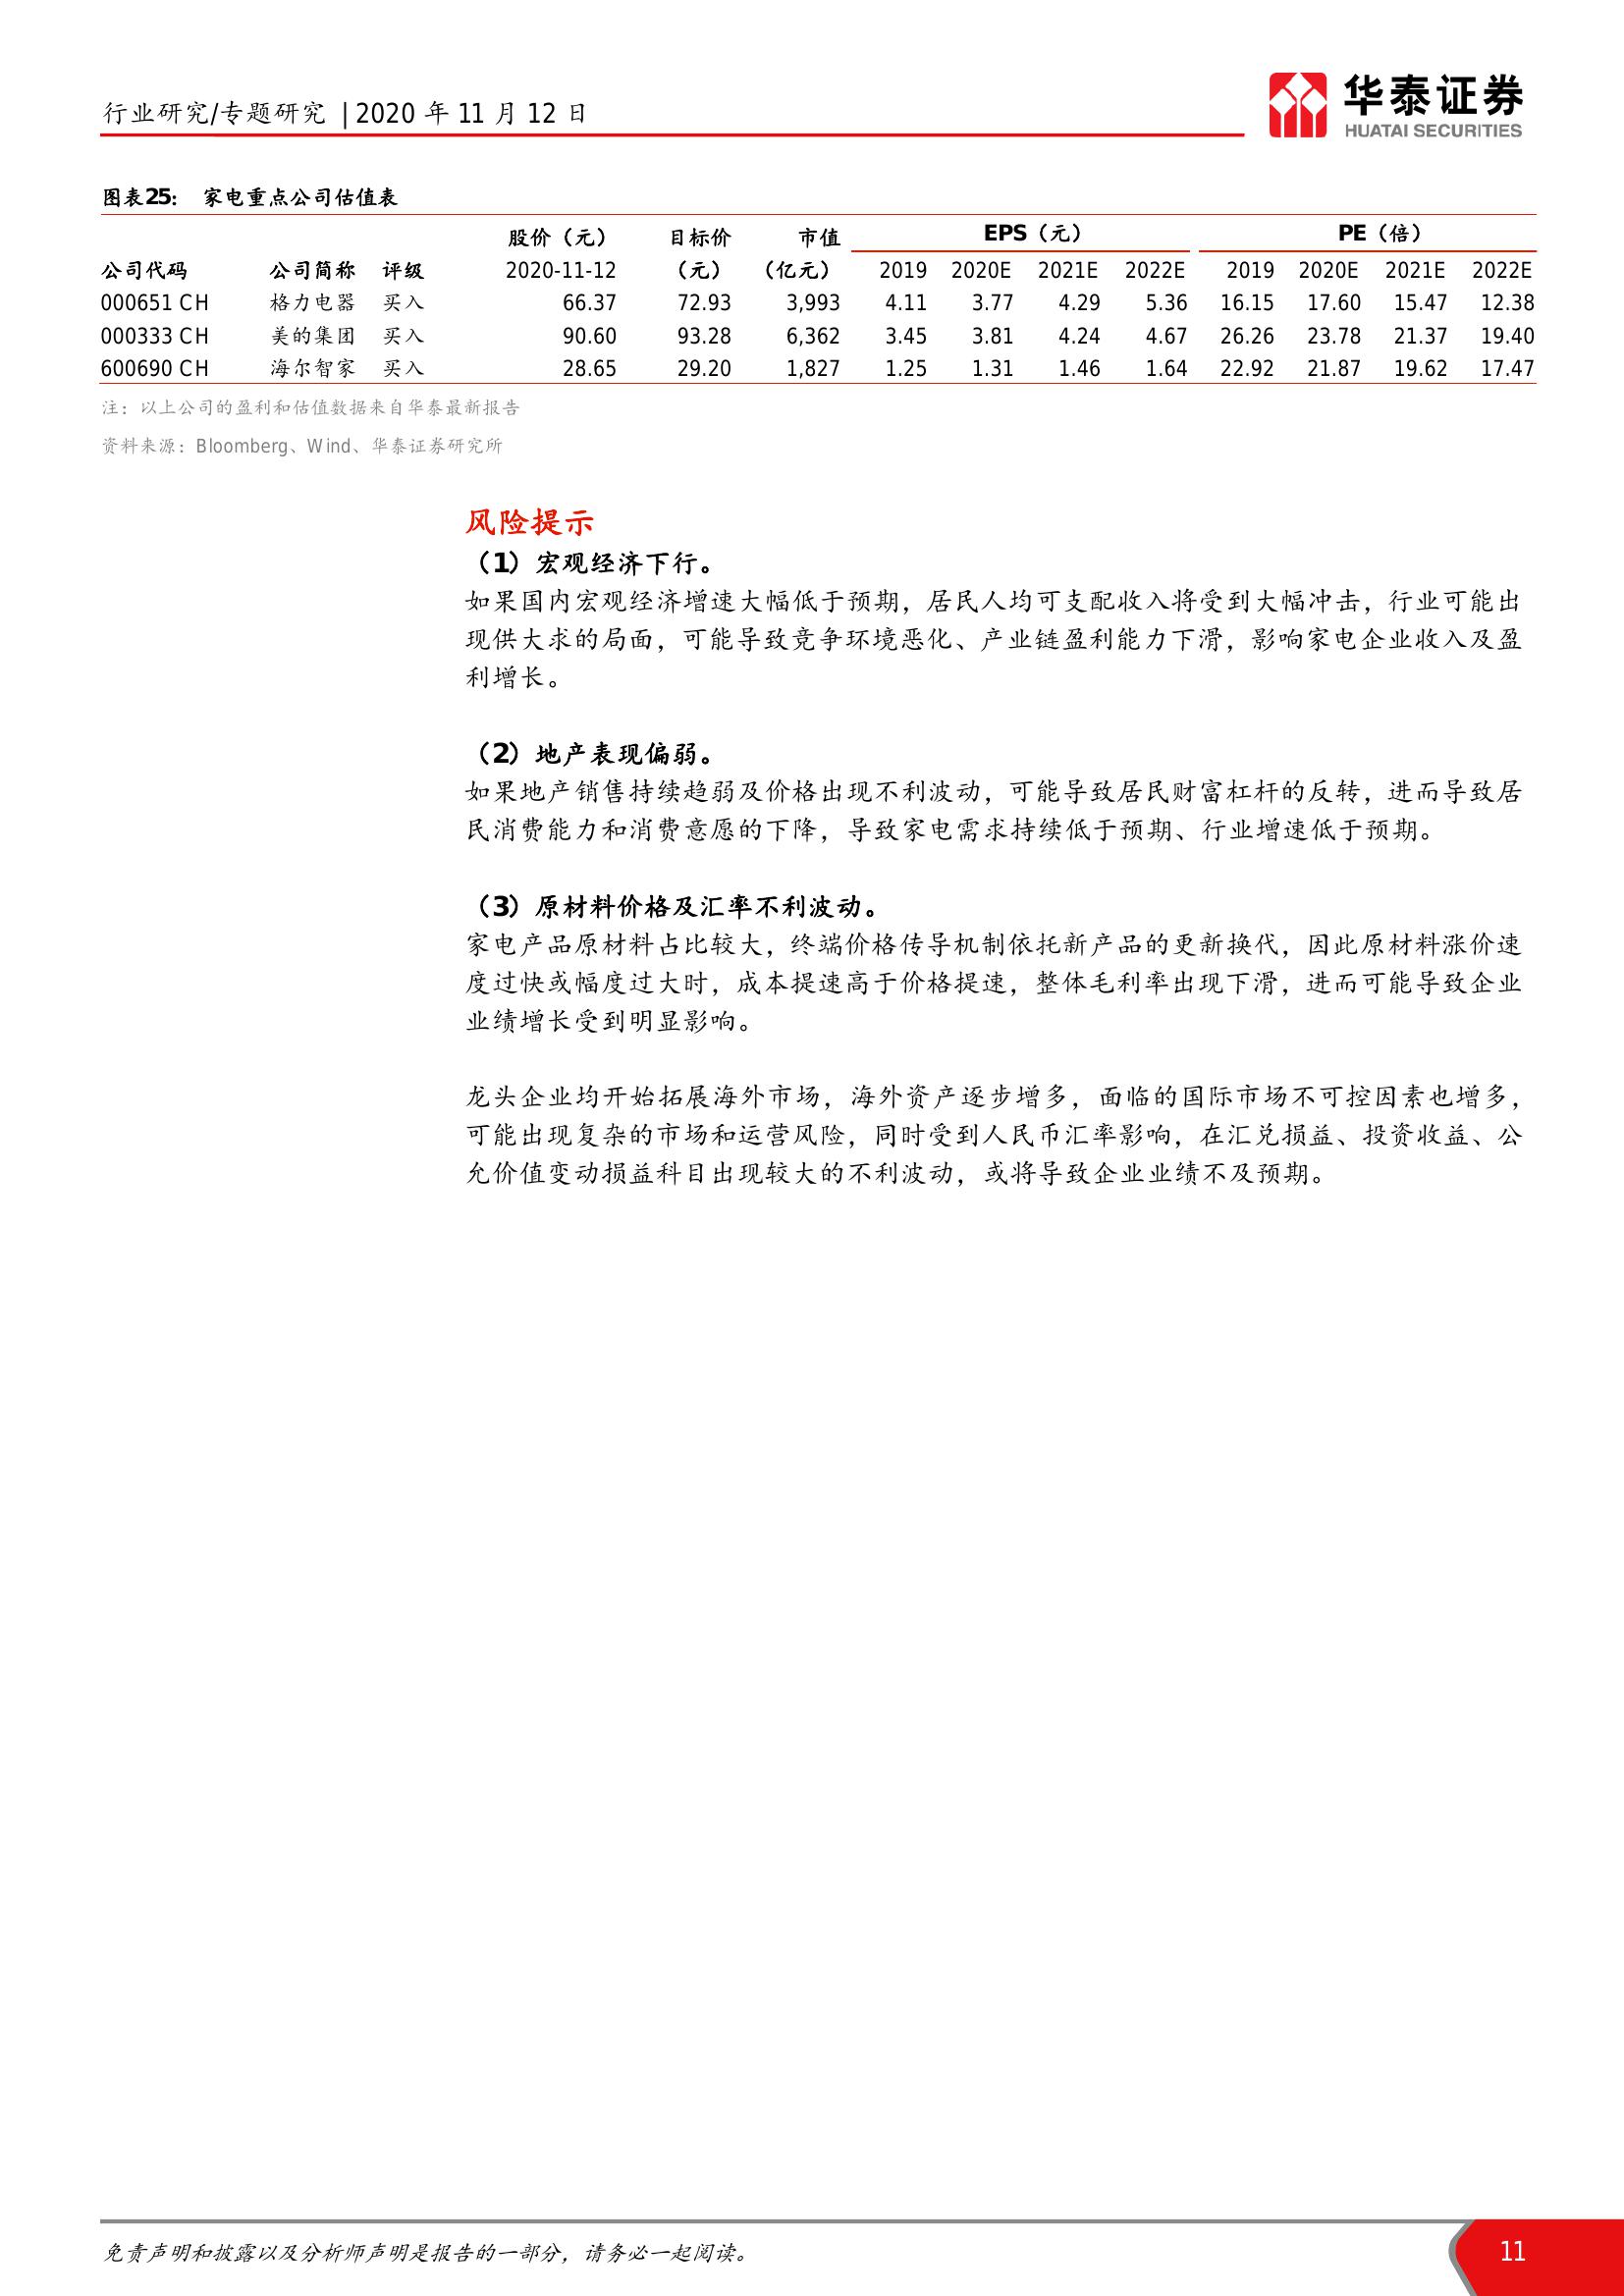 行业研究/专题研究 | 2020 年 11 月 12 日
华泰证券
HUATAI SECURITIES
图表25： 家电重点公司估值表
股价（元） 目标价 市值 EPS（元） PE（倍）
公司代码 公司简称 评级 2020-11-12 （元） （亿元） 2019 2020E 2021E 2022E 2019 2020E 2021E 2022E
000651 CH 格力电器 买入 66.37 72.93 3,993 4.11 3.77 4.29 5.36 16.15 17.60 15.47 12.38
000333 CH 美的集团 买入 90.60 93.28 6,362 3.45 3.81 4.24 4.67 26.26 23.78 21.37 19.40
600690 CH 海尔智家 买入 28.65 29.20 1,827 1.25 1.31 1.46 1.64 22.92 21.87 19.62 17.47
注：以上公司的盈利和估值数据来自华泰最新报告
资料来源：Bloomberg、Wind、华泰证券研究所
风险提示
（1）宏观经济下行。
如果国内宏观经济增速大幅低于预期，居民人均可支配收入将受到大幅冲击，行业可能出
现供大求的局面，可能导致竞争环境恶化、产业链盈利能力下滑，影响家电企业收入及盈
利增长。
（2）地产表现偏弱。
如果地产销售持续趋弱及价格出现不利波动，可能导致居民财富杠杆的反转，进而导致居
民消费能力和消费意愿的下降，导致家电需求持续低于预期、行业增速低于预期。
（3）原材料价格及汇率不利波动。
家电产品原材料占比较大，终端价格传导机制依托新产品的更新换代，因此原材料涨价速
度过快或幅度过大时，成本提速高于价格提速，整体毛利率出现下滑，进而可能导致企业
业绩增长受到明显影响。
龙头企业均开始拓展海外市场，海外资产逐步增多，面临的国际市场不可控因素也增多，
可能出现复杂的市场和运营风险，同时受到人民币汇率影响，在汇兑损益、投资收益、公
允价值变动损益科目出现较大的不利波动，或将导致企业业绩不及预期。
免责声明和披露以及分析师声明是报告的一部分，请务必一起阅读。
11